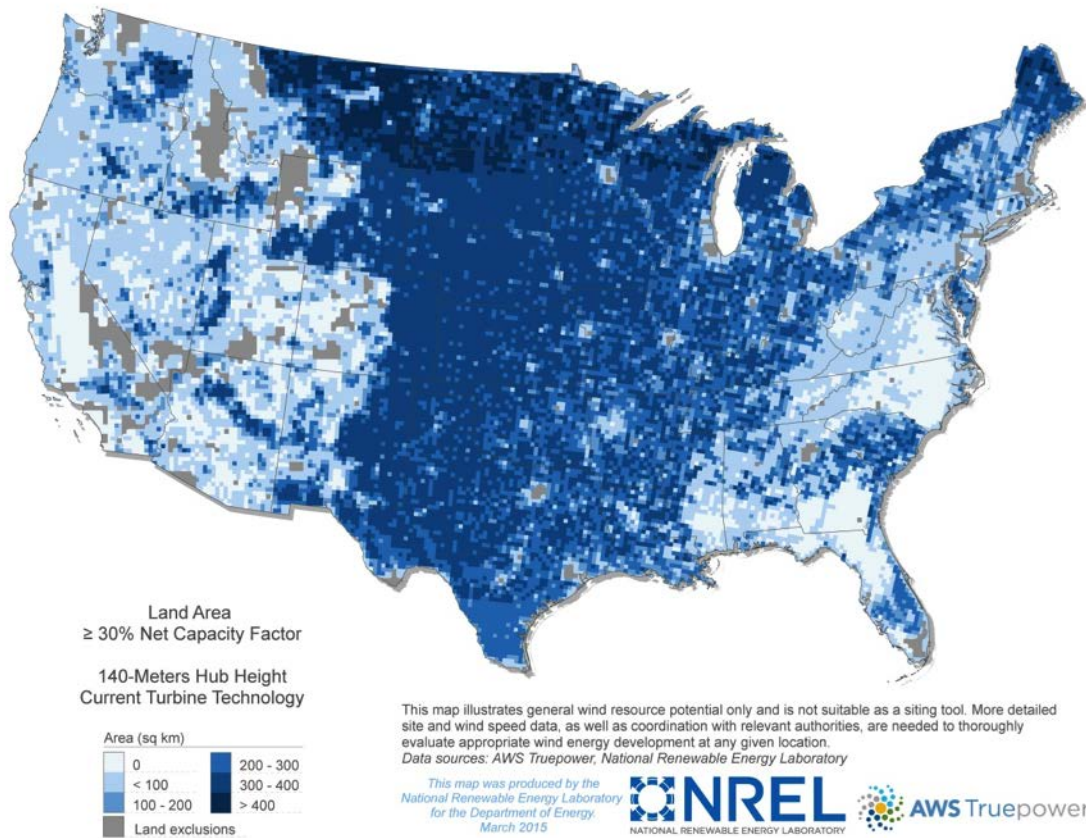 Land Area
≥ 30% Net Capacity Factor
140-Meters Hub Height
Current Turbine Technology
Area (sq km)
0
< 100
100 - 200
200 - 300
300 - 400
> 400
Land exclusions
This map illustrates general wind resource potential only and is not suitable as a siting tool. More detailed
site and wind speed data, as well as coordination with relevant authorities, are needed to thoroughly
evaluate appropriate wind energy development at any given location.
Data sources: AWS Truepower, National Renewable Energy Laboratory
This map was produced by the
National Renewable Energy Laboratory
for the Department of Energy.
March 2015
NREL
NATIONAL RENEWABLE ENERGY LABORATORY
AWS Truepower